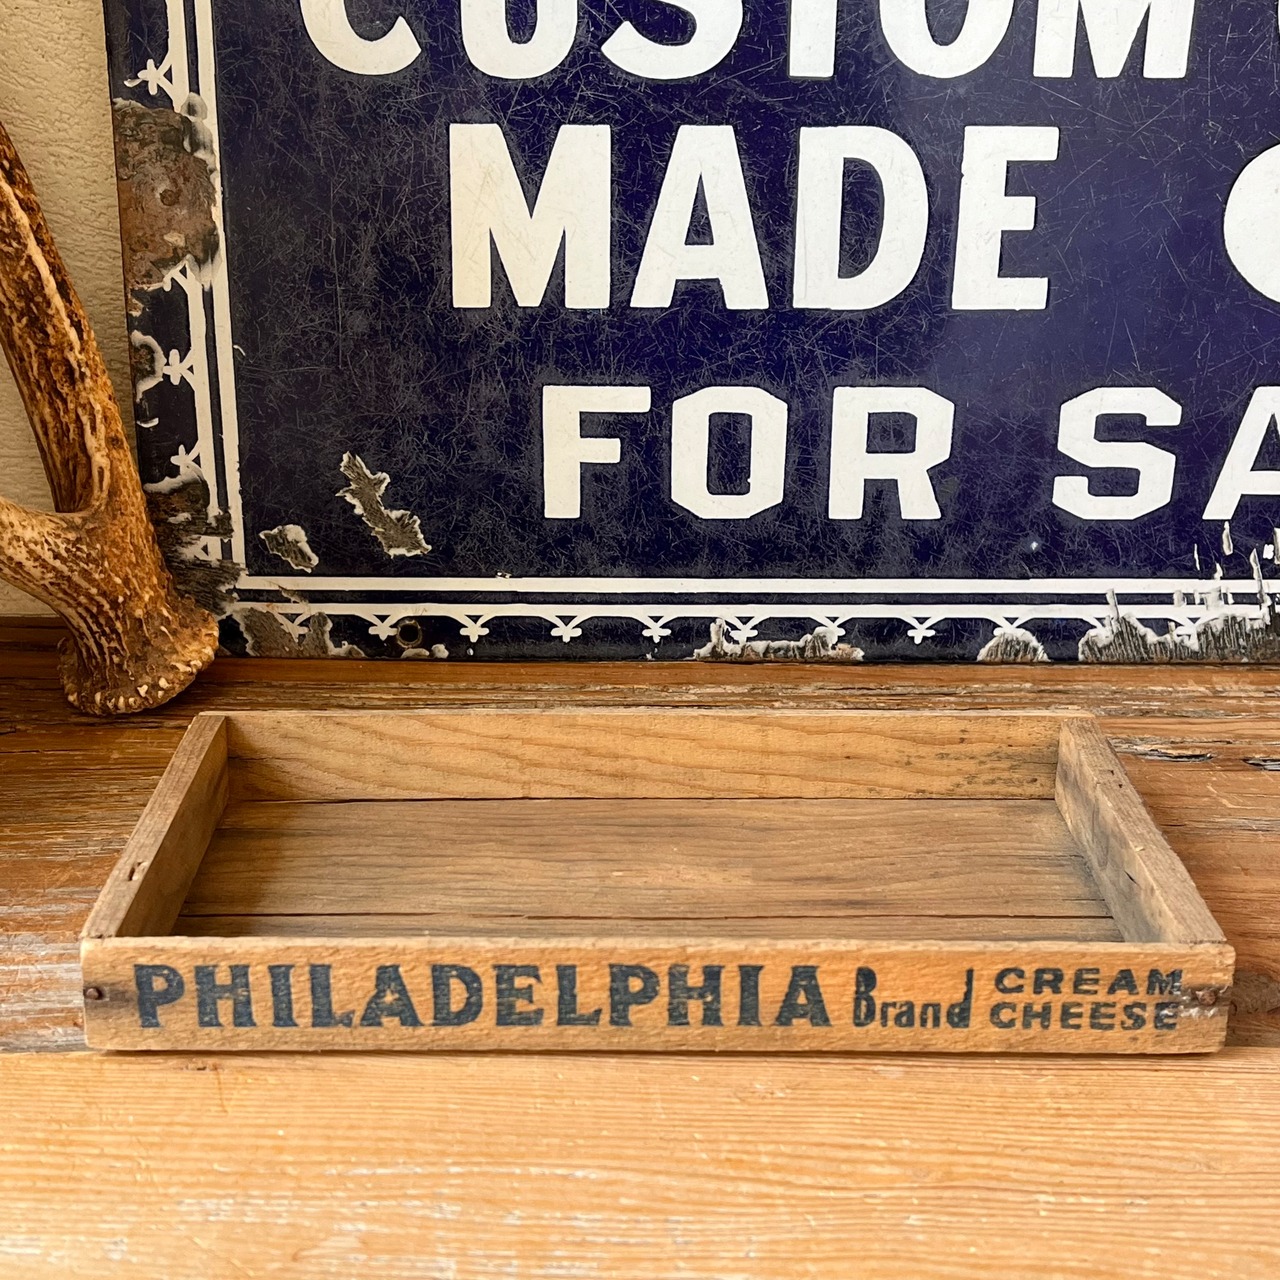 CUSTOM
MADE
FOR SA
PHILADELPHIA Brand CREAM
CHEESE